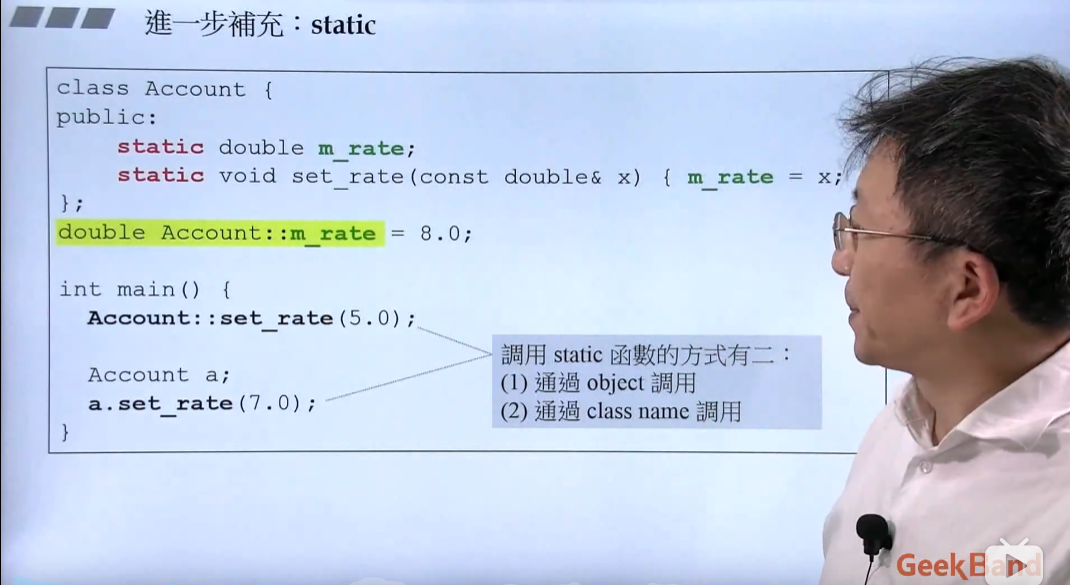 進一步補充：static
class Account {
public:
static double m_rate;
static void set_rate(const double& x) { m_rate = x;
};
double Account::m_rate = 8.0;
int main() {
Account::set_rate(5.0);
Account a;
a.set_rate(7.0);
}
調用 static 函數的方式有二：
(1) 通過 object 調用
(2) 通過 class name 調用
GeekBand